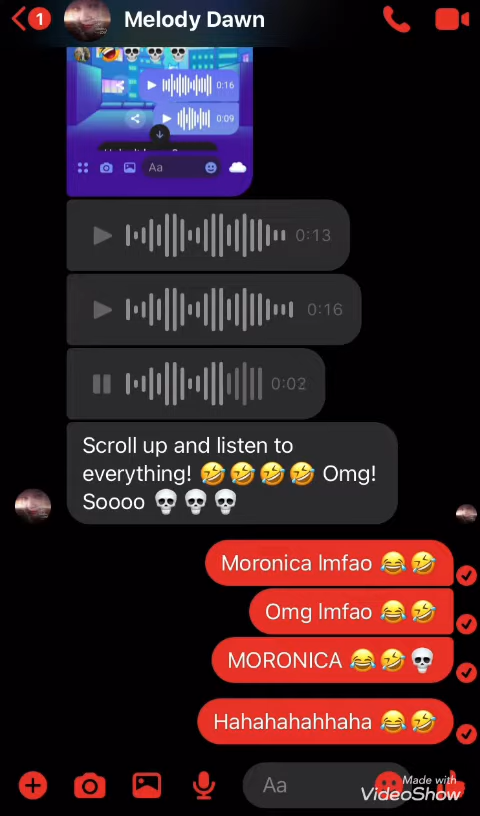 1 Melody Dawn
0:16
0:09
Aa
0:13
0:16
0:02
Scroll up and listen to
everything! 🤣🤣🤣🤣 Omg!
Soooo 💀💀💀
Moronica lmfao 😂🤣
Omg lmfao 😂🤣
MORONICA 😂🤣💀
Hahahahahhaha 😂🤣
Aa
Made with
VideoShow